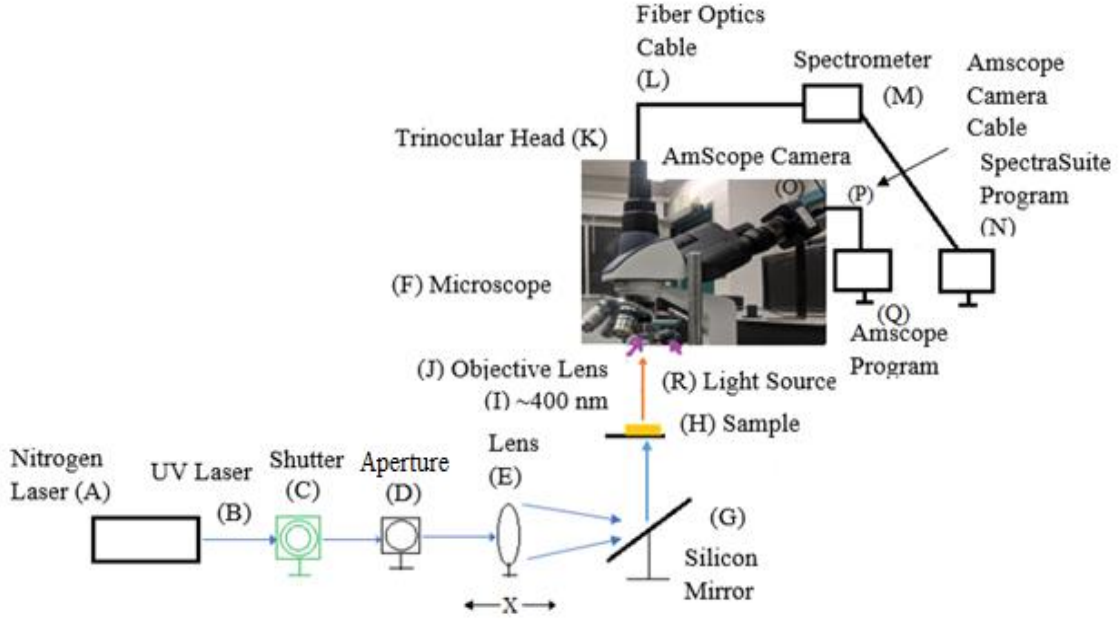 Fiber Optics
Cable
(L)
Spectrometer
(M)
Amscope
Camera
Cable
Trinocular Head (K)
AmScope Camera
(O)
(P)
SpectraSuite
Program
(N)
(F) Microscope
(Q)
Amscope
Program
(J) Objective Lens
(R) Light Source
(I) ~400 nm
(H) Sample
Nitrogen
Laser (A)
UV Laser
(B)
Shutter
(C)
Aperture
(D)
Lens
(E)
(G)
Silicon
Mirror
X